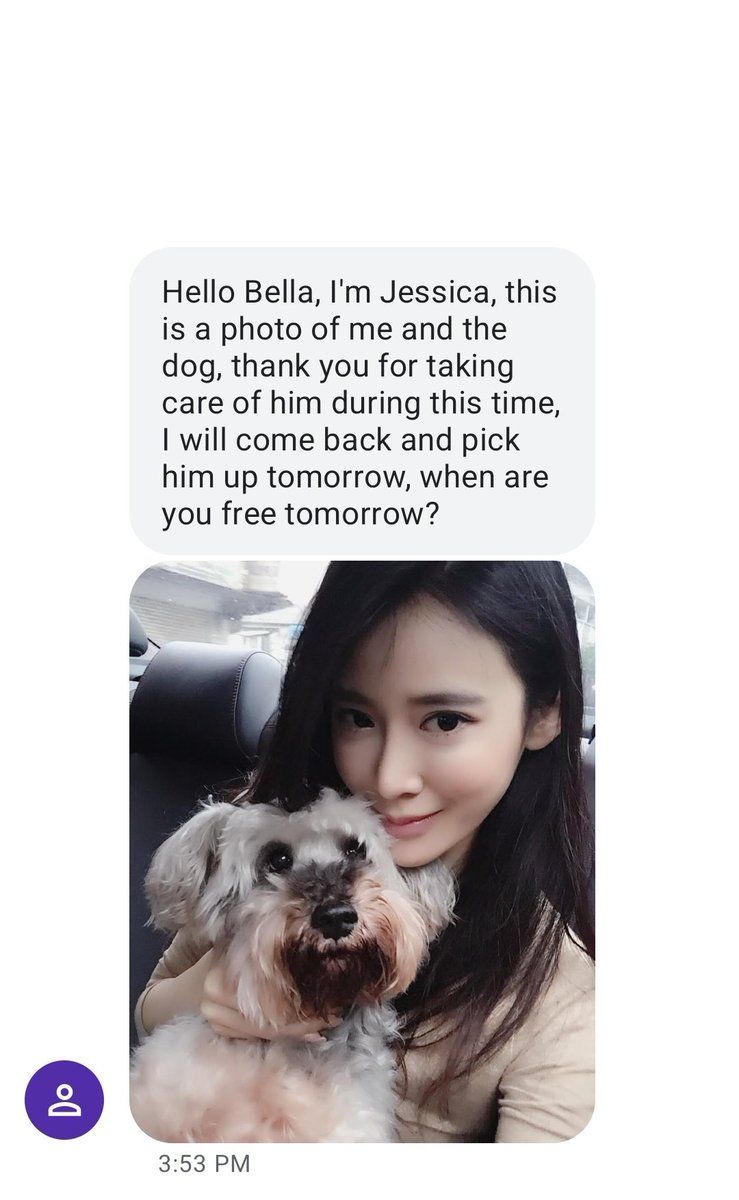 Hello Bella, I'm Jessica, this
is a photo of me and the
dog, thank you for taking
care of him during this time,
I will come back and pick
him up tomorrow, when are
you free tomorrow?
3:53 PM